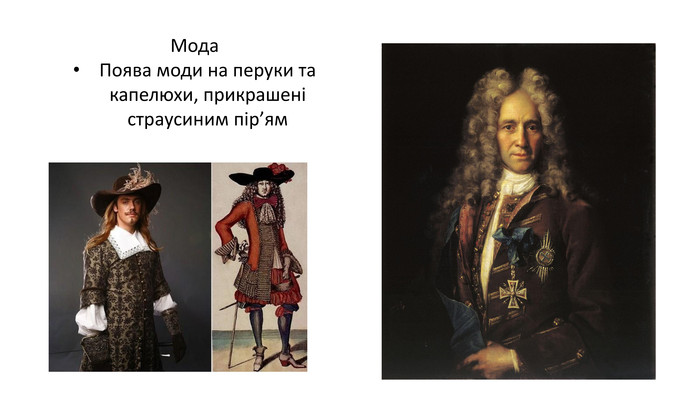 Мода
• Поява моди на перуки та
капелюхи, прикрашені
страусиним пір’ям